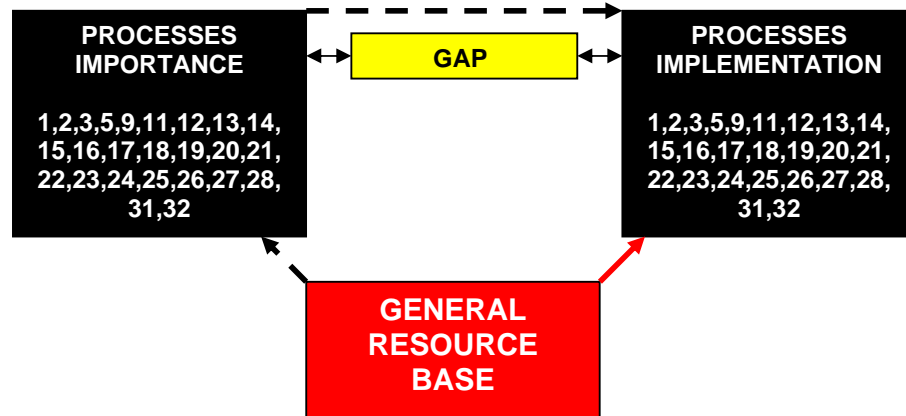 PROCESSES
IMPORTANCE
1,2,3,5,9,11,12,13,14,
15,16,17,18,19,20,21,
22,23,24,25,26,27,28,
31,32
GAP
PROCESSES
IMPLEMENTATION
1,2,3,5,9,11,12,13,14,
15,16,17,18,19,20,21,
22,23,24,25,26,27,28,
31,32
GENERAL
RESOURCE
BASE